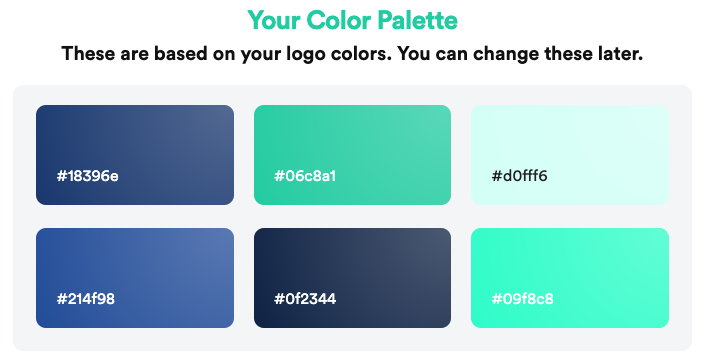 Your Color Palette
These are based on your logo colors. You can change these later.
#18396e
#06c8a1
#d0fff6
#214f98
#0f2344
#09f8c8